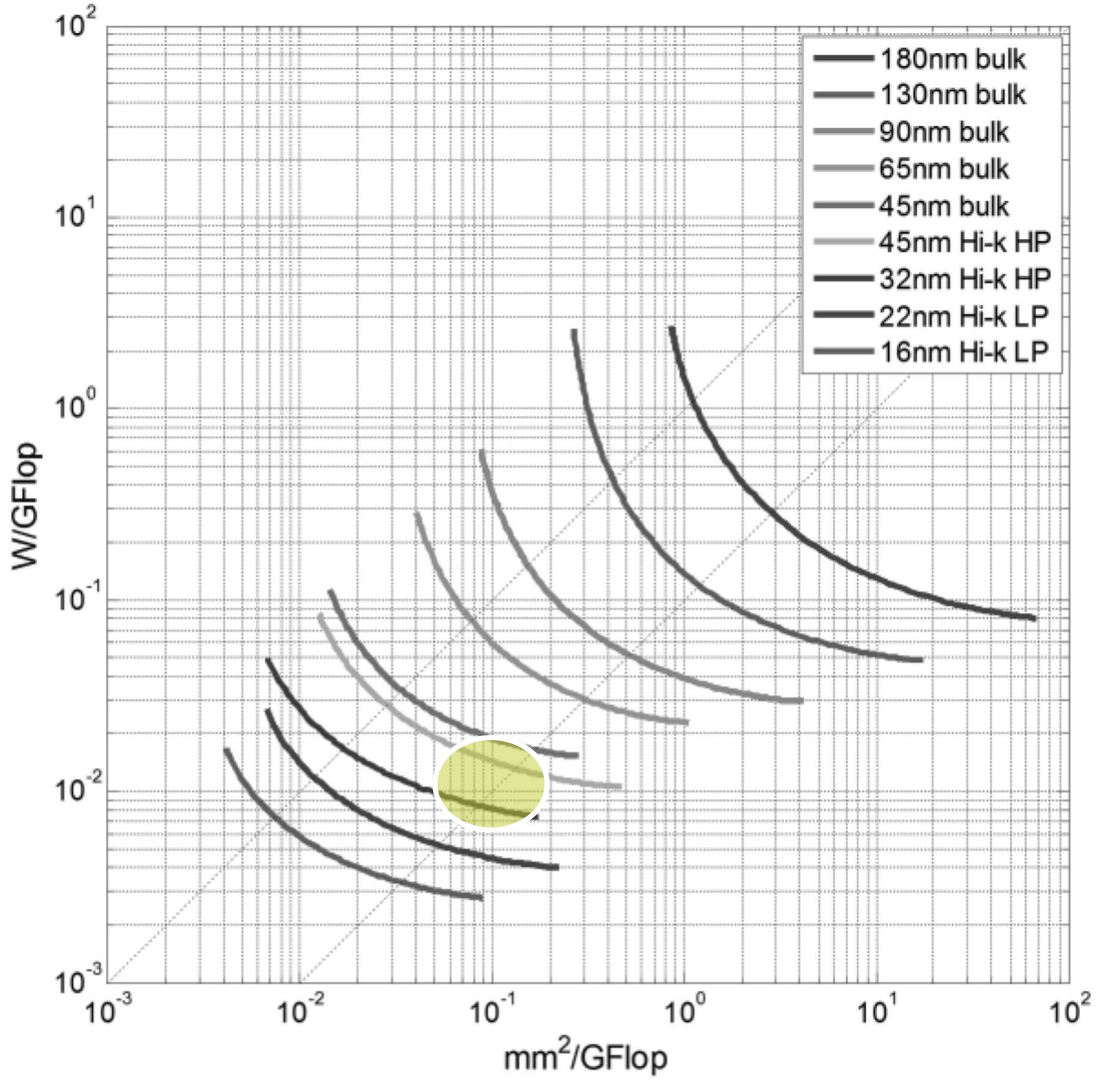 10²
10¹
10⁰
10⁻¹
10⁻²
10⁻³
W/GFlop
180nm bulk
130nm bulk
90nm bulk
65nm bulk
45nm bulk
45nm Hi-k HP
32nm Hi-k HP
22nm Hi-k LP
16nm Hi-k LP
10⁻³ 10⁻² 10⁻¹ 10⁰ 10¹ 10²
mm²/GFlop